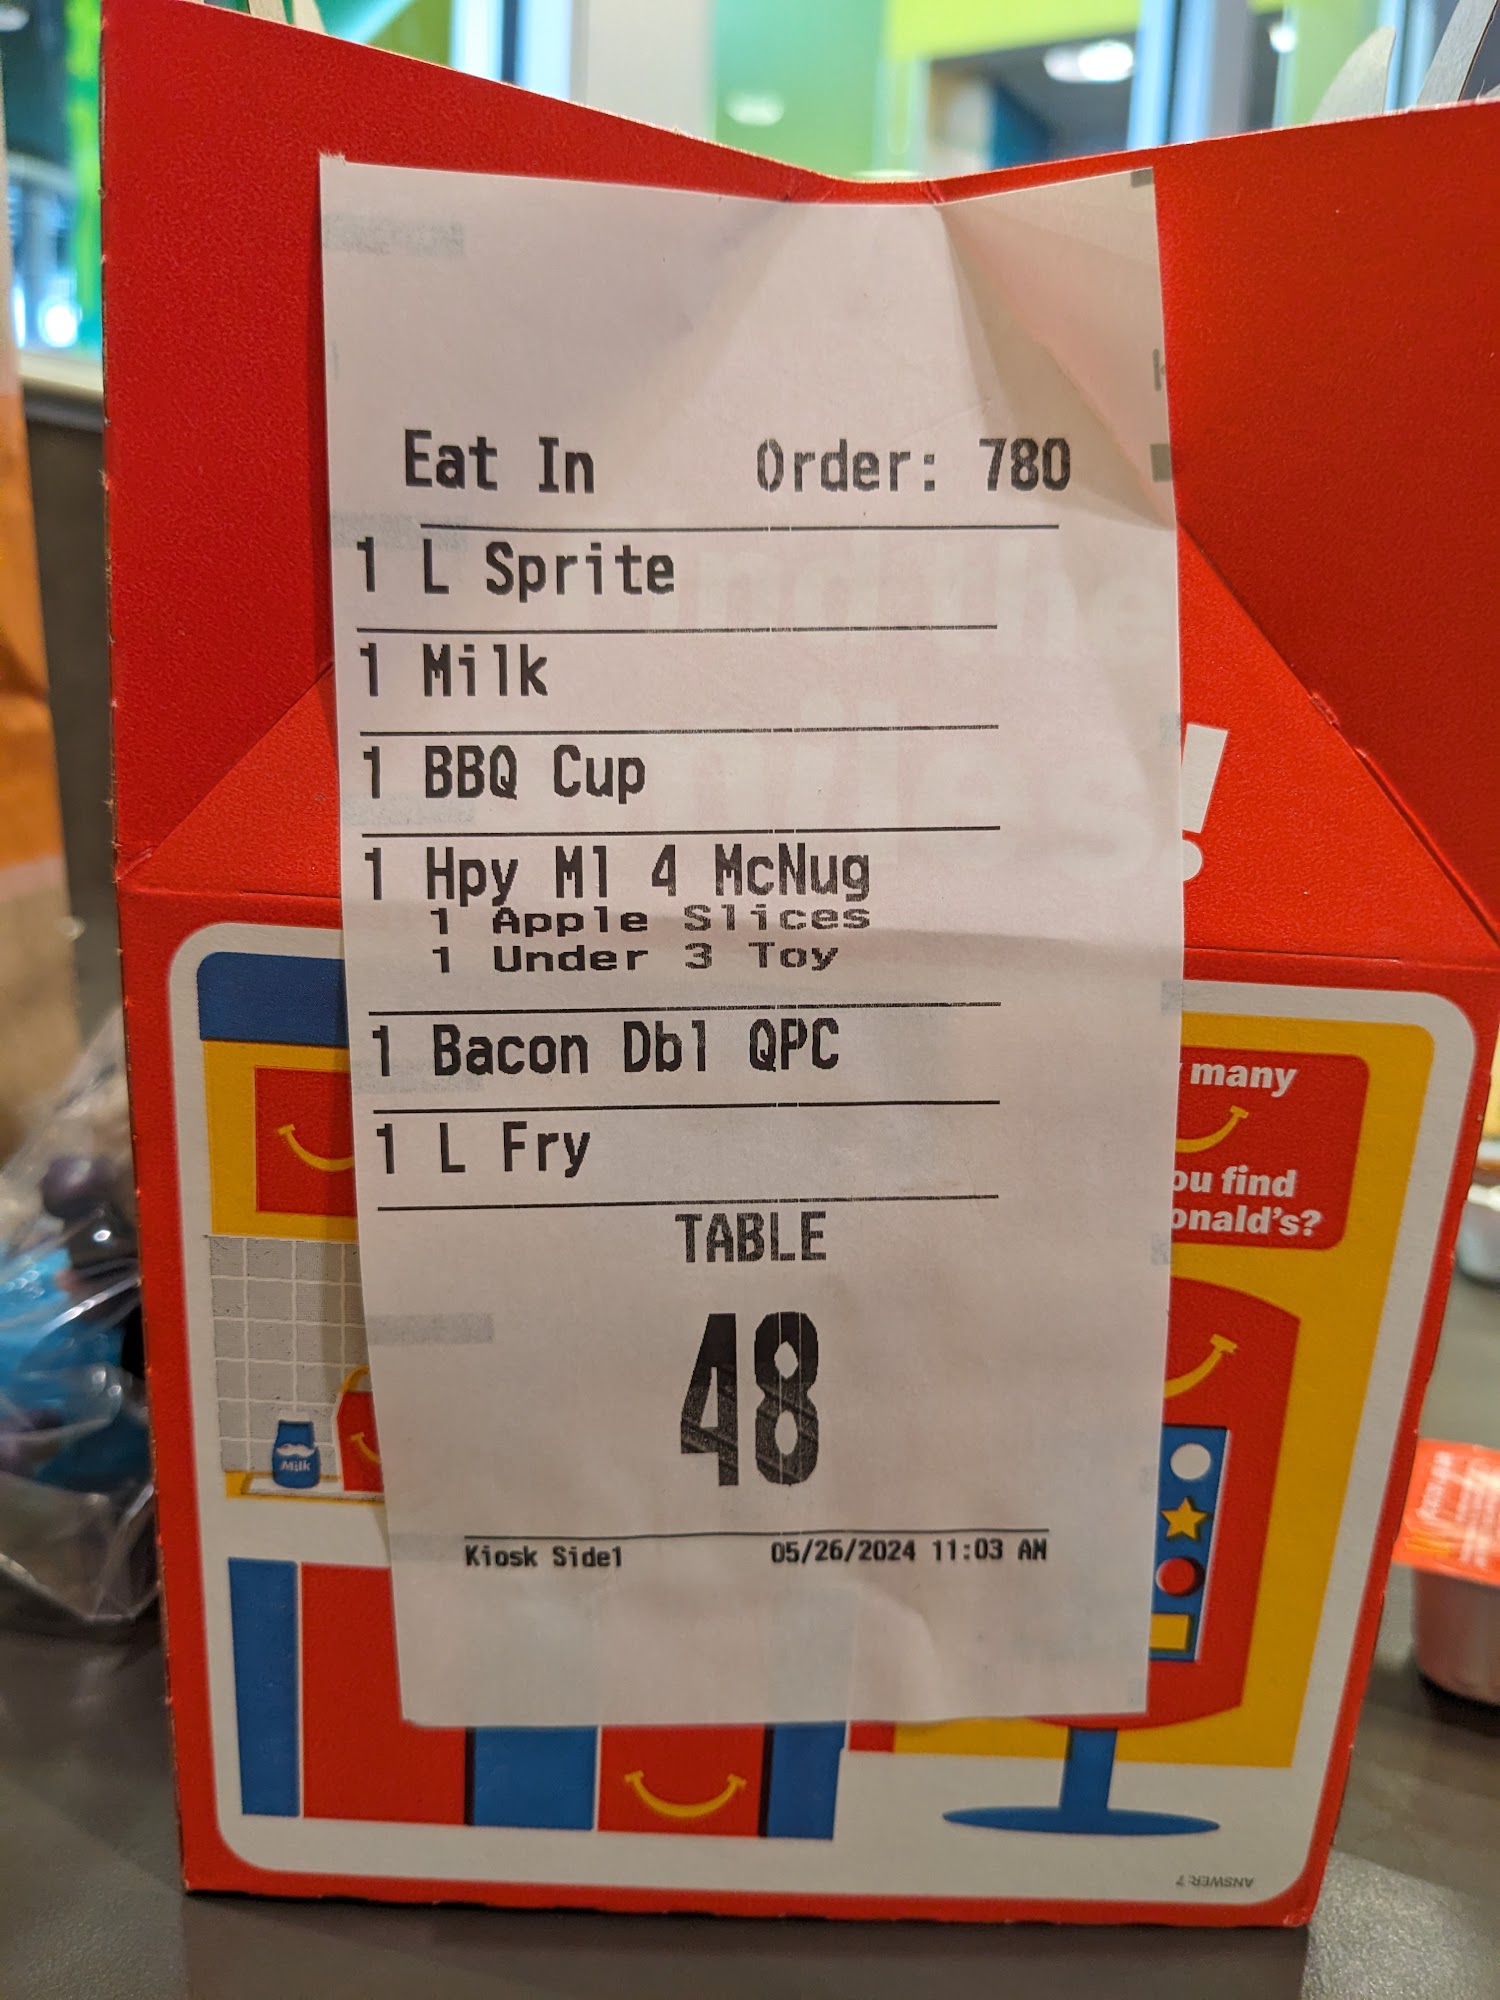 Eat In Order: 780
1 L Sprite
1 Milk
1 BBQ Cup
1 Hpy Ml 4 McNug
1 Apple Slices
1 Under 3 Toy
1 Bacon Dbl QPC
1 L Fry
TABLE
48
Kiosk Side1 05/26/2024 11:03 AM
!
many
ou find
onald's?
Milk
ANSWER: 7